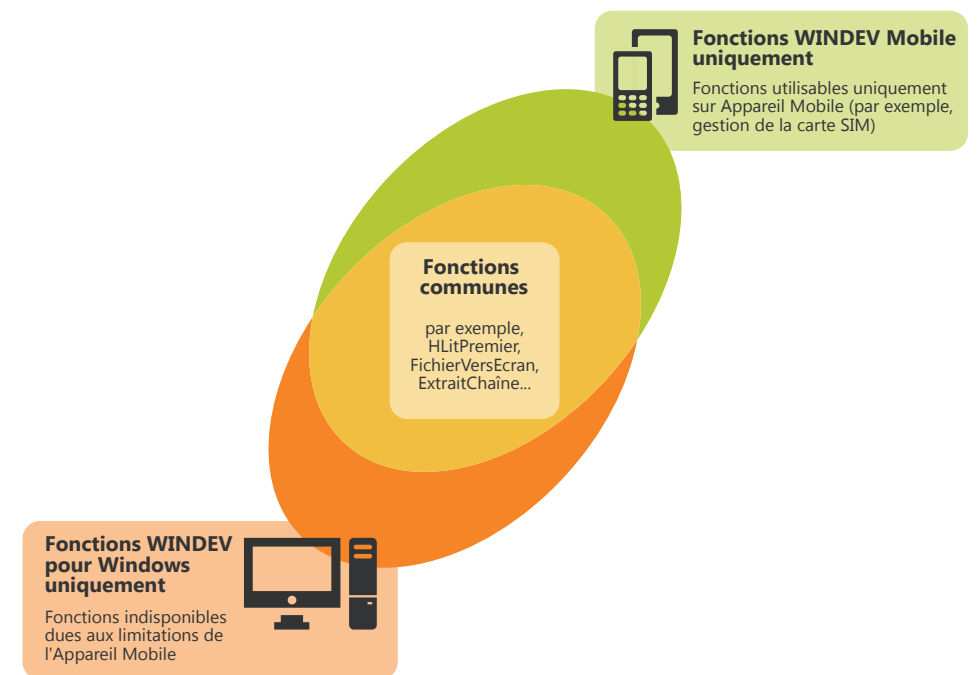 Fonctions WINDEV Mobile
uniquement
Fonctions utilisables uniquement
sur Appareil Mobile (par exemple,
gestion de la carte SIM)
Fonctions
communes
par exemple,
HLitPremier,
FichierVersEcran,
ExtraitChaîne...
Fonctions WINDEV
pour Windows
uniquement
Fonctions indisponibles
dues aux limitations de
l'Appareil Mobile